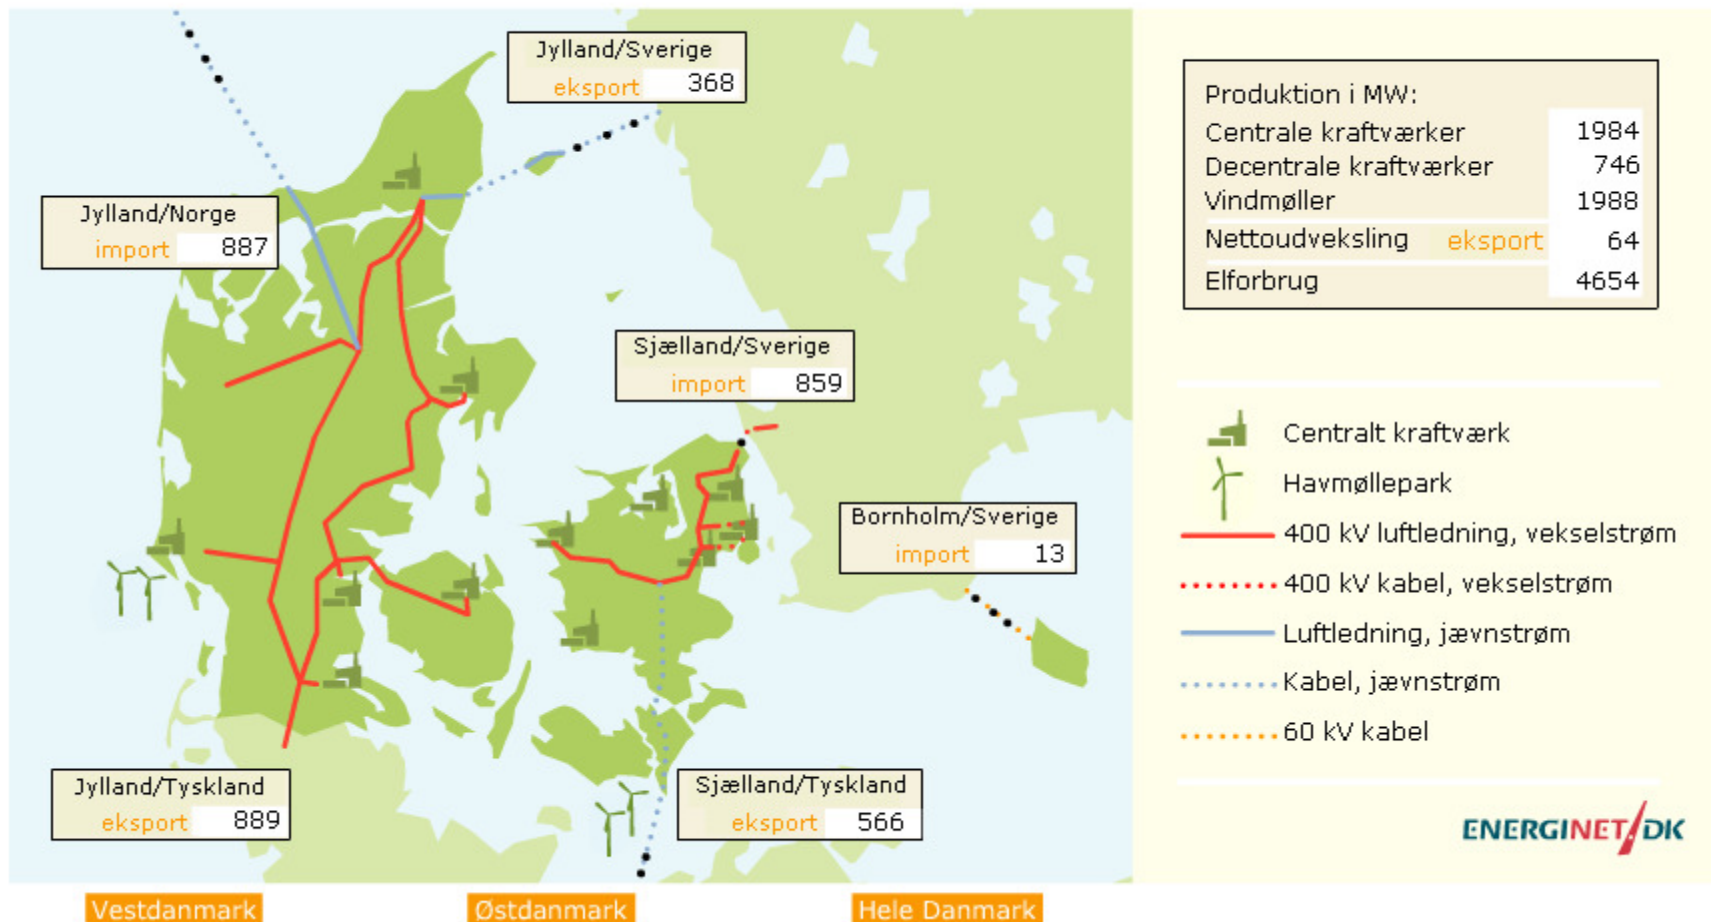 Jylland/Sverige
eksport 368
Jylland/Norge
import 887
Sjælland/Sverige
import 859
Bornholm/Sverige
import 13
Jylland/Tyskland
eksport 889
Sjælland/Tyskland
eksport 566
Produktion i MW:
Centrale kraftværker 1984
Decentrale kraftværker 746
Vindmøller 1988
Nettoudveksling eksport 64
Elforbrug 4654
Centralt kraftværk
Havmøllepark
400 kV luftledning, vekselstrøm
400 kV kabel, vekselstrøm
Luftledning, jævnstrøm
Kabel, jævnstrøm
60 kV kabel
ENERGINET/DK
Vestdanmark
Østdanmark
Hele Danmark